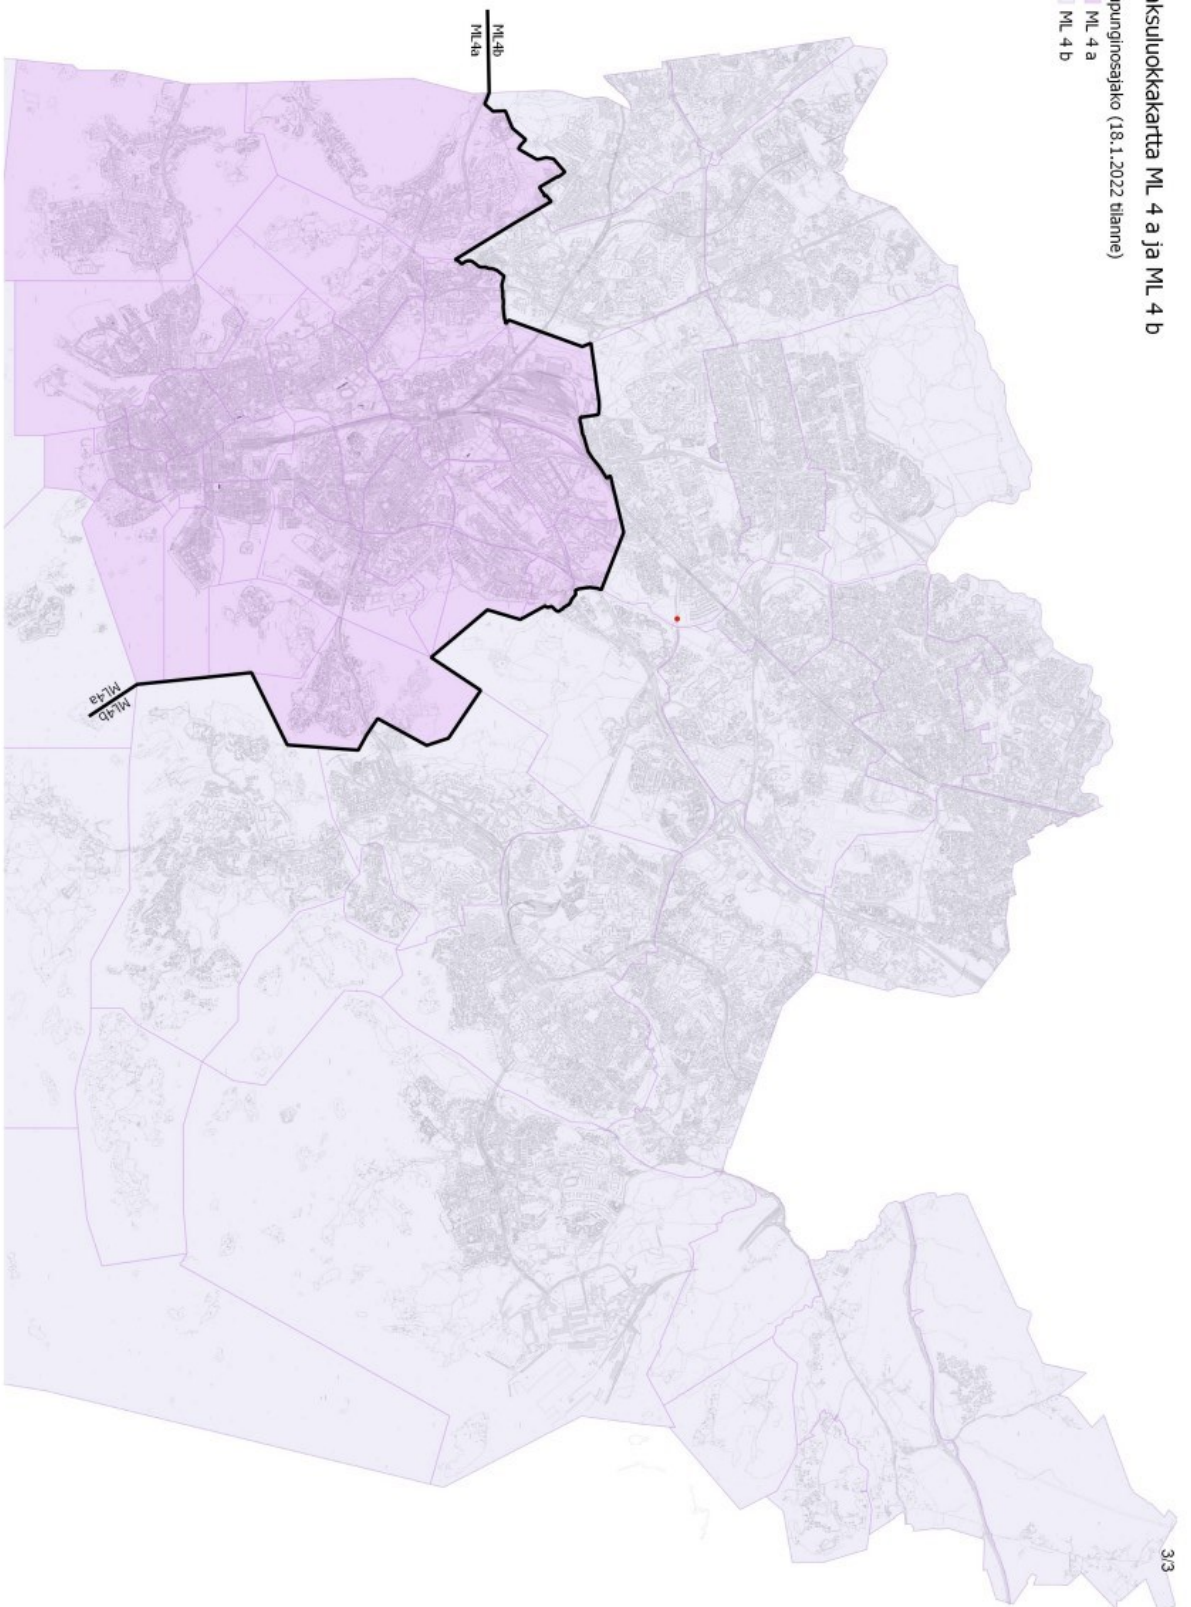 aksuluokkakartta ML 4 a ja ML 4 b
punginosajako (18.1.2022 tilanne)
ML 4 a
ML 4 b
3/3
ML4b
ML4a
ML4a
ML4b